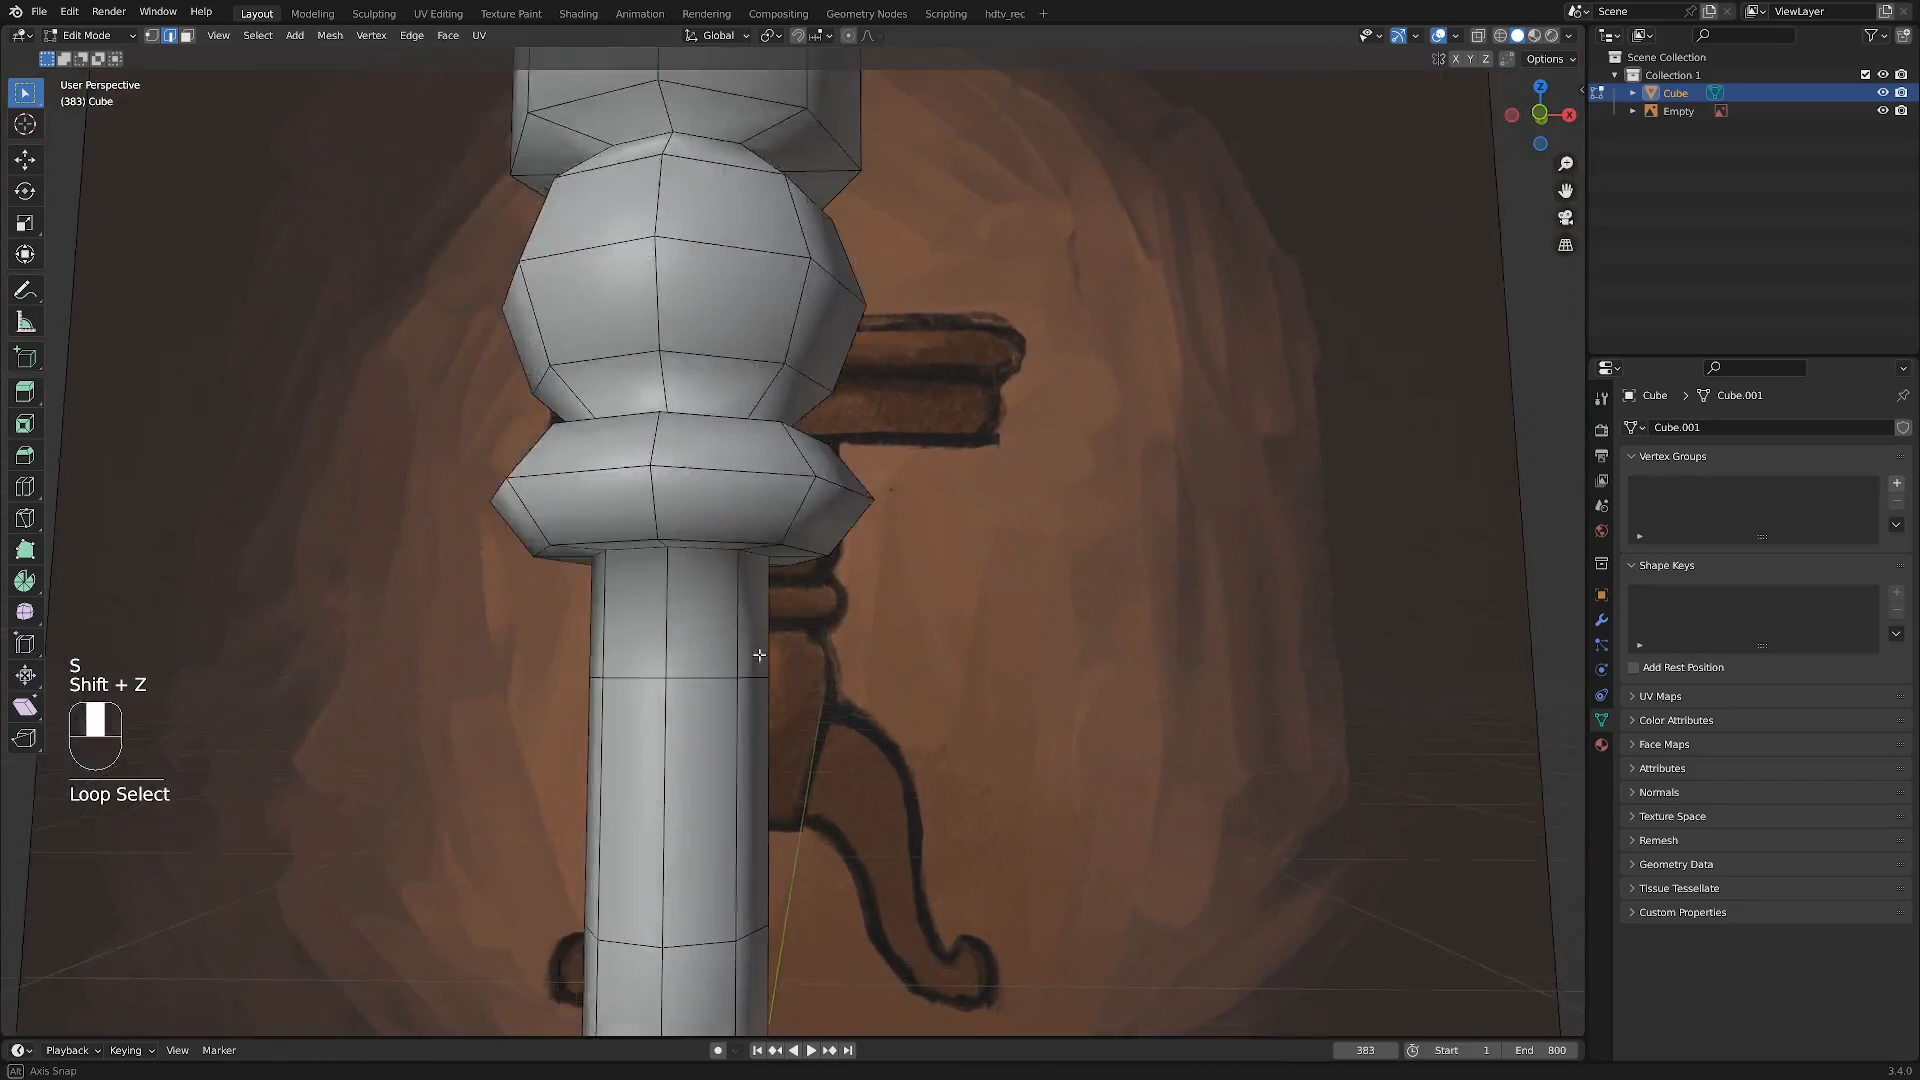 File Edit Render Window Help Layout Modeling Sculpting UV Editing Texture Paint Shading Animation Rendering Compositing Geometry Nodes Scripting hdtv_rec + Scene ViewLayer
Edit Mode View Select Add Mesh Vertex Edge Face UV Global
X Y Z Options
User Perspective
(383) Cube
Z
X
S
Shift + Z
Loop Select
Scene Collection
Collection 1
Cube
Empty
Cube > Cube.001
Cube.001
Vertex Groups
Shape Keys
Add Rest Position
UV Maps
Color Attributes
Face Maps
Attributes
Normals
Texture Space
Remesh
Geometry Data
Tissue Tessellate
Custom Properties
Playback Keying View Marker 383 Start 1 End 800
Alt Axis Snap 3.4.0